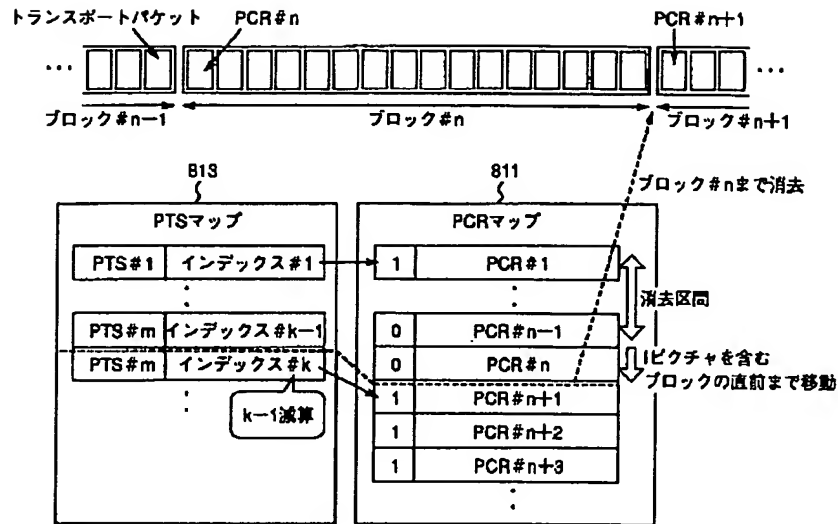 トランスポートパケット PCR#n PCR#n+1
… …
ブロック#n-1 ブロック#n ブロック#n+1
813 811
ブロック#nまで消去
PTSマップ PCRマップ
PTS#1 インデックス#1 1 PCR#1
消去区間
PTS#m インデックス#k-1 0 PCR#n-1
PTS#m インデックス#k 0 PCR#n
Iピクチャを含む
ブロックの直前まで移動
k-1減算
1 PCR#n+1
1 PCR#n+2
1 PCR#n+3